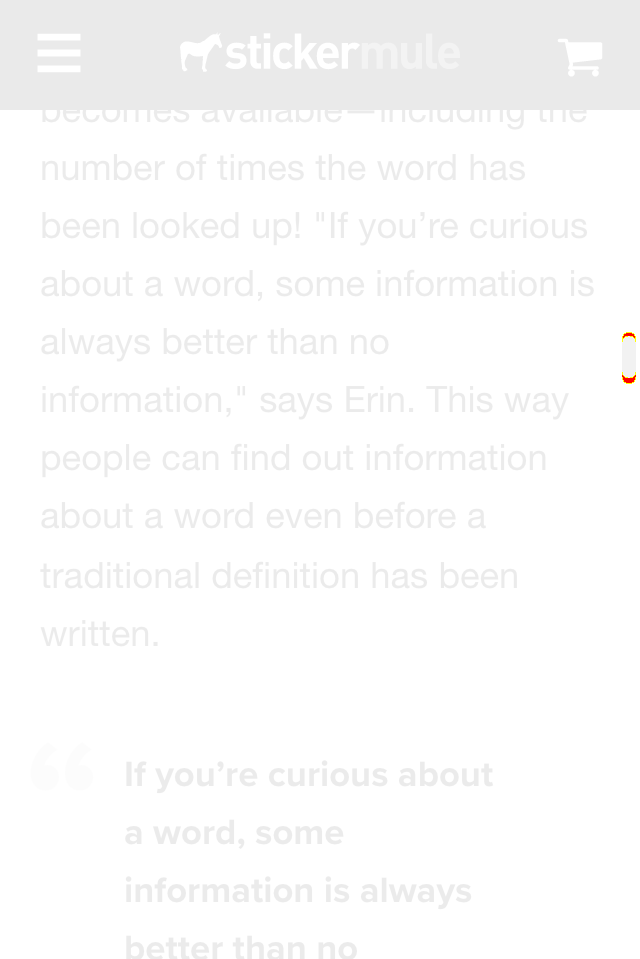 stickermule
becomes available—including the
number of times the word has
been looked up! "If you’re curious
about a word, some information is
always better than no
information," says Erin. This way
people can find out information
about a word even before a
traditional definition has been
written.
“ If you’re curious about
a word, some
information is always
better than no